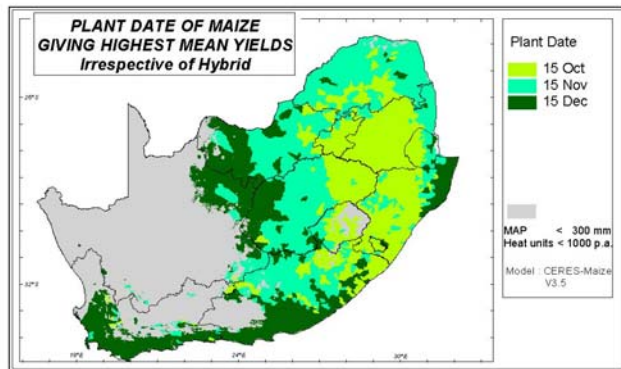 PLANT DATE OF MAIZE
GIVING HIGHEST MEAN YIELDS
Irrespective of Hybrid
Plant Date
15 Oct
15 Nov
15 Dec
MAP < 300 mm
Heat units < 1000 p.a.
Model : CERES-Maize
V3.5